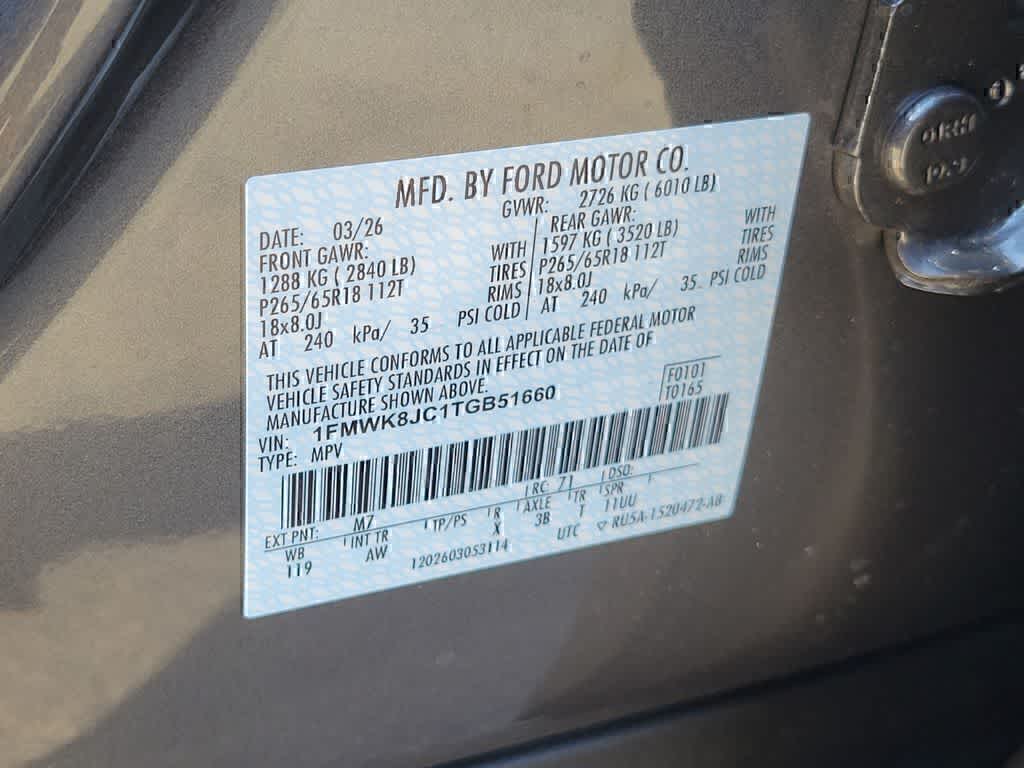 MFD. BY FORD MOTOR CO.
DATE: 03/26 GVWR: 2726 KG ( 6010 LB)
FRONT GAWR: REAR GAWR:
1288 KG ( 2840 LB) WITH 1597 KG ( 3520 LB) WITH
P265/65R18 112T TIRES P265/65R18 112T TIRES
18x8.0J RIMS 18x8.0J RIMS
AT 240 kPa/ 35 PSI COLD AT 240 kPa/ 35 PSI COLD
THIS VEHICLE CONFORMS TO ALL APPLICABLE FEDERAL MOTOR
VEHICLE SAFETY STANDARDS IN EFFECT ON THE DATE OF
MANUFACTURE SHOWN ABOVE.
F0101
VIN: 1FMWK8JC1TGB51660
T0165
TYPE: MPV
EXT PNT: M7 RC: 71 DSO:
WB INT TR TP/PS R AXLE TR SPR
119 AW X 3B T 11UU
1202603053114 UTC ▽ RU5A-1520472-AB